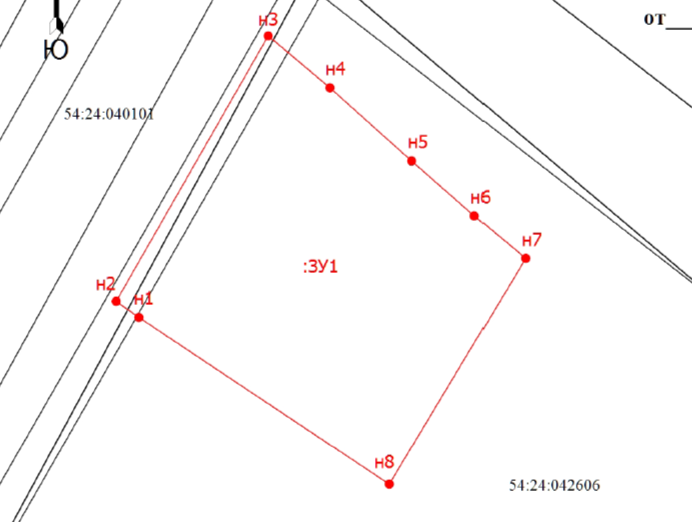 от
н3
Ю
н4
54:24:040101
н5
н6
н7
:ЗУ1
н2
н1
н8
54:24:042606